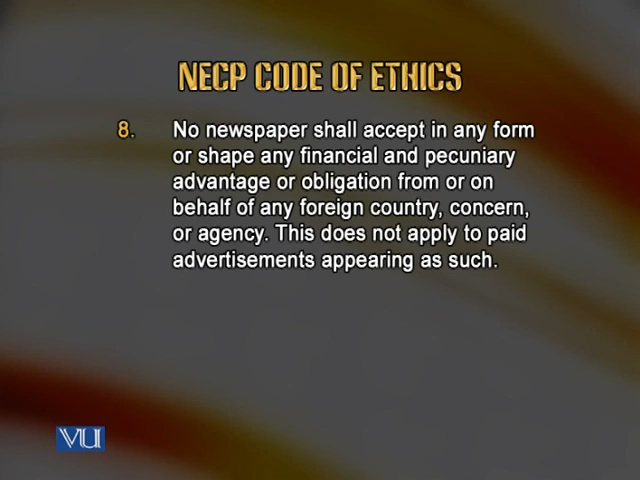 NECP CODE OF ETHICS
8. No newspaper shall accept in any form
or shape any financial and pecuniary
advantage or obligation from or on
behalf of any foreign country, concern,
or agency. This does not apply to paid
advertisements appearing as such.
VU